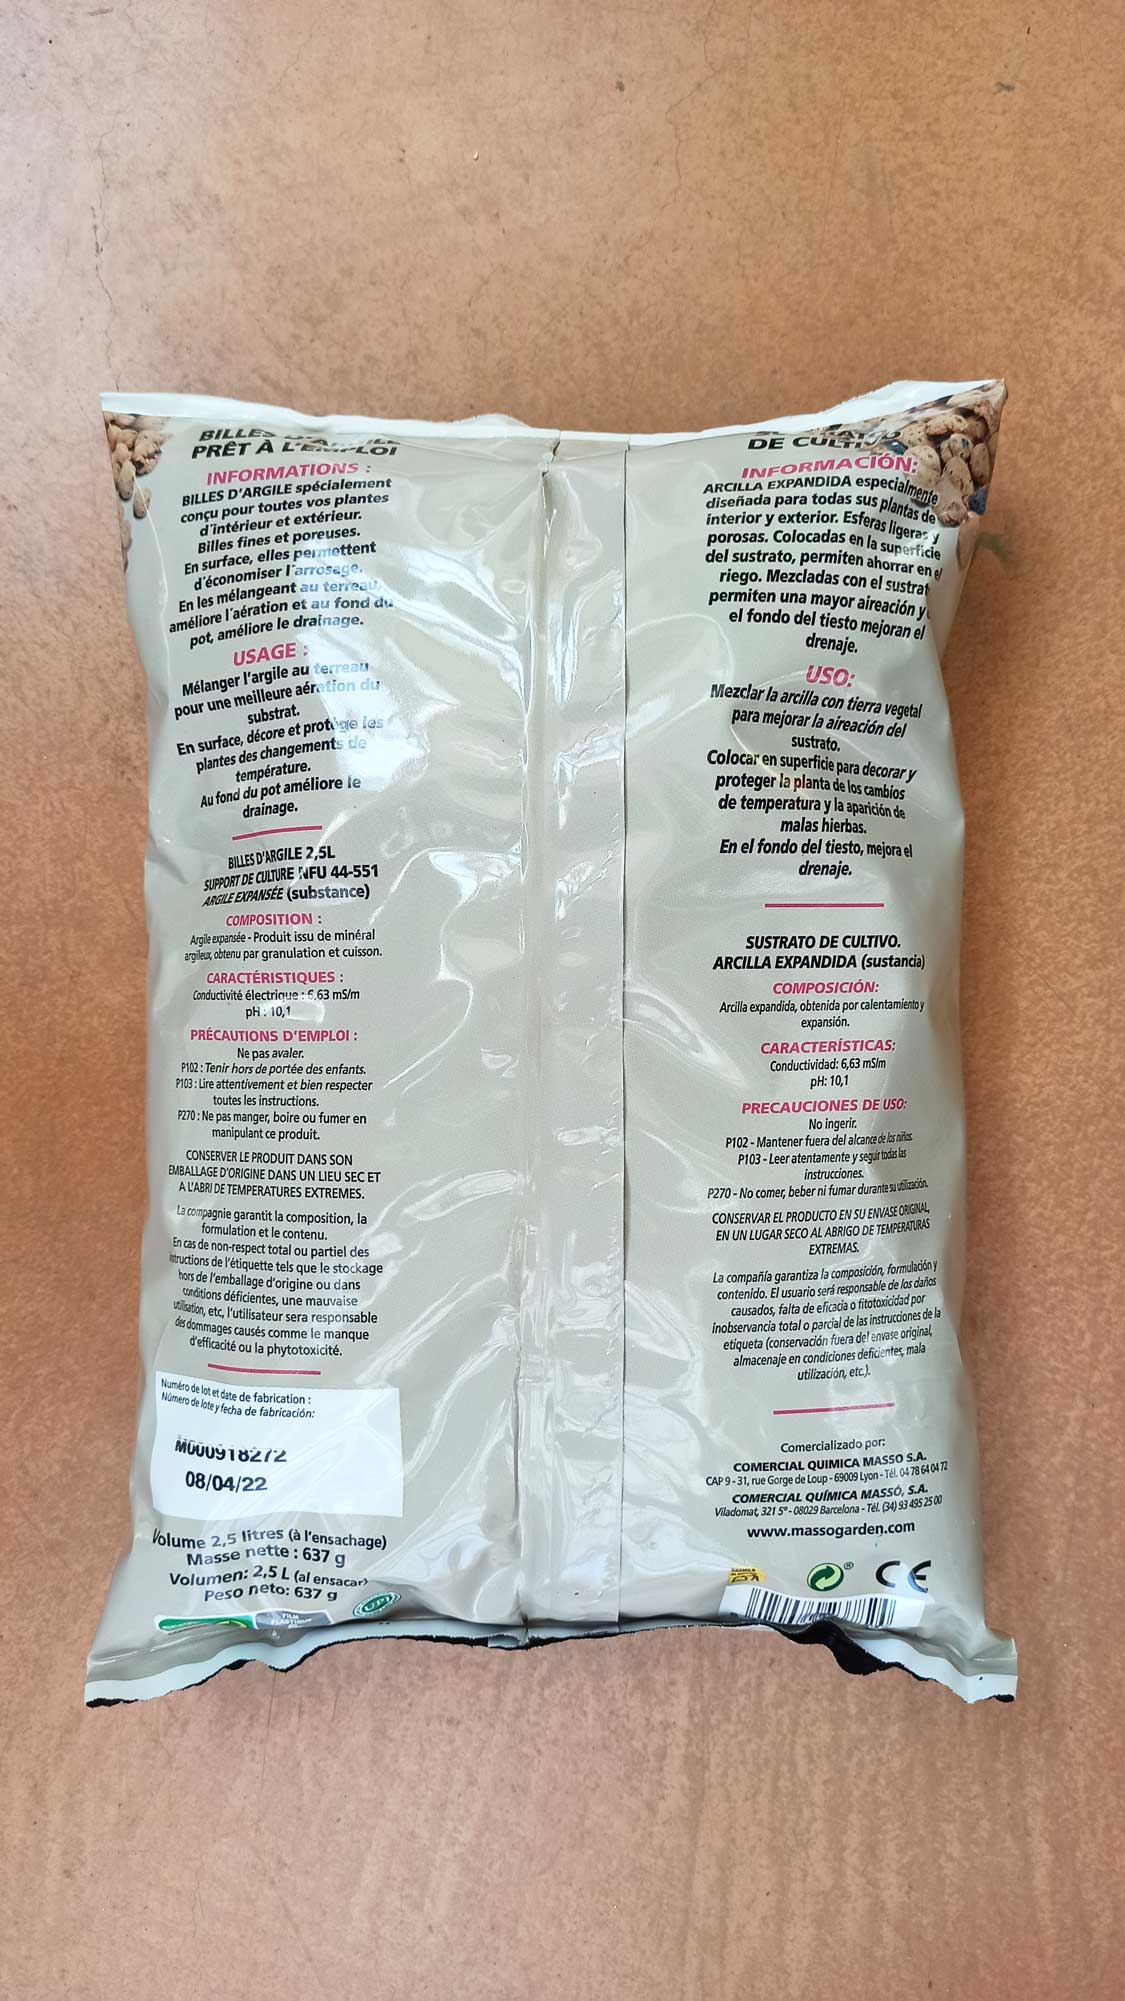 BILLES
PRÊT À L'EMPLOI
INFORMATIONS :
BILLES D'ARGILE spécialement
conçu pour toutes vos plantes
d'intérieur et extérieur.
Billes fines et poreuses.
En surface, elles permettent
d'économiser l'arrosage.
En les mélangeant au terreau,
améliore l'aération et au fond du
pot, améliore le drainage.
USAGE :
Mélanger l'argile au terreau
pour une meilleure aération du
substrat.
En surface, décore et protège les
plantes des changements de
température.
Au fond du pot améliore le
drainage.
BILLES D'ARGILE 2,5L
SUPPORT DE CULTURE NFU 44-551
ARGILE EXPANSÉE (substance)
COMPOSITION :
Argile expansée - Produit issu de minéral
argileux, obtenu par granulation et cuisson.
CARACTÉRISTIQUES :
Conductivité électrique : 6,63 mS/m
pH : 10,1
PRÉCAUTIONS D'EMPLOI :
Ne pas avaler.
P102 : Tenir hors de portée des enfants.
P103 : Lire attentivement et bien respecter
toutes les instructions.
P270 : Ne pas manger, boire ou fumer en
manipulant ce produit.
CONSERVER LE PRODUIT DANS SON
EMBALLAGE D'ORIGINE DANS UN LIEU SEC ET
A L'ABRI DE TEMPERATURES EXTREMES.
La compagnie garantit la composition, la
formulation et le contenu.
En cas de non-respect total ou partiel des
instructions de l'étiquette tels que le stockage
hors de l'emballage d'origine ou dans
conditions déficientes, une mauvaise
utilisation, etc, l'utilisateur sera responsable
des dommages causés comme le manque
d'efficacité ou la phytotoxicité.
Numéro de lot et date de fabrication :
Número de lote y fecha de fabricación:
M000918272
08/04/22
Volume 2,5 litres (à l'ensachage)
Masse nette : 637 g
Volumen: 2,5 L (al ensacar)
Peso neto: 637 g
FILM
PLASTIQUE
UPJ
DE CULTIVO
INFORMACIÓN:
ARCILLA EXPANDIDA especialmente
diseñada para todas sus plantas de
interior y exterior. Esferas ligeras y
porosas. Colocadas en la superficie
del sustrato, permiten ahorrar en el
riego. Mezcladas con el sustrato
permiten una mayor aireación y
el fondo del tiesto mejoran el
drenaje.
USO:
Mezclar la arcilla con tierra vegetal
para mejorar la aireación del
sustrato.
Colocar en superficie para decorar y
proteger la planta de los cambios
de temperatura y la aparición de
malas hierbas.
En el fondo del tiesto, mejora el
drenaje.
SUSTRATO DE CULTIVO.
ARCILLA EXPANDIDA (sustancia)
COMPOSICIÓN:
Arcilla expandida, obtenida por calentamiento y
expansión.
CARACTERÍSTICAS:
Conductividad: 6,63 mS/m
pH: 10,1
PRECAUCIONES DE USO:
No ingerir.
P102 - Mantener fuera del alcance de los niños.
P103 - Leer atentamente y seguir todas las
instrucciones.
P270 - No comer, beber ni fumar durante su utilización.
CONSERVAR EL PRODUCTO EN SU ENVASE ORIGINAL,
EN UN LUGAR SECO AL ABRIGO DE TEMPERATURAS
EXTREMAS.
La compañía garantiza la composición, formulación y
contenido. El usuario será responsable de los daños
causados, falta de eficacia o fitotoxicidad por
inobservancia total o parcial de las instrucciones de la
etiqueta (conservación fuera del envase original,
almacenaje en condiciones deficientes, mala
utilización, etc.).
Comercializado por:
COMERCIAL QUIMICA MASSO S.A.
CAP 9 - 31, rue Gorge de Loup - 69009 Lyon - Tél. 04 78 64 04 72
COMERCIAL QUÍMICA MASSÓ, S.A.
Viladomat, 321 5º - 08029 Barcelona - Tél. (34) 93 495 25 00
www.massogarden.com
CE